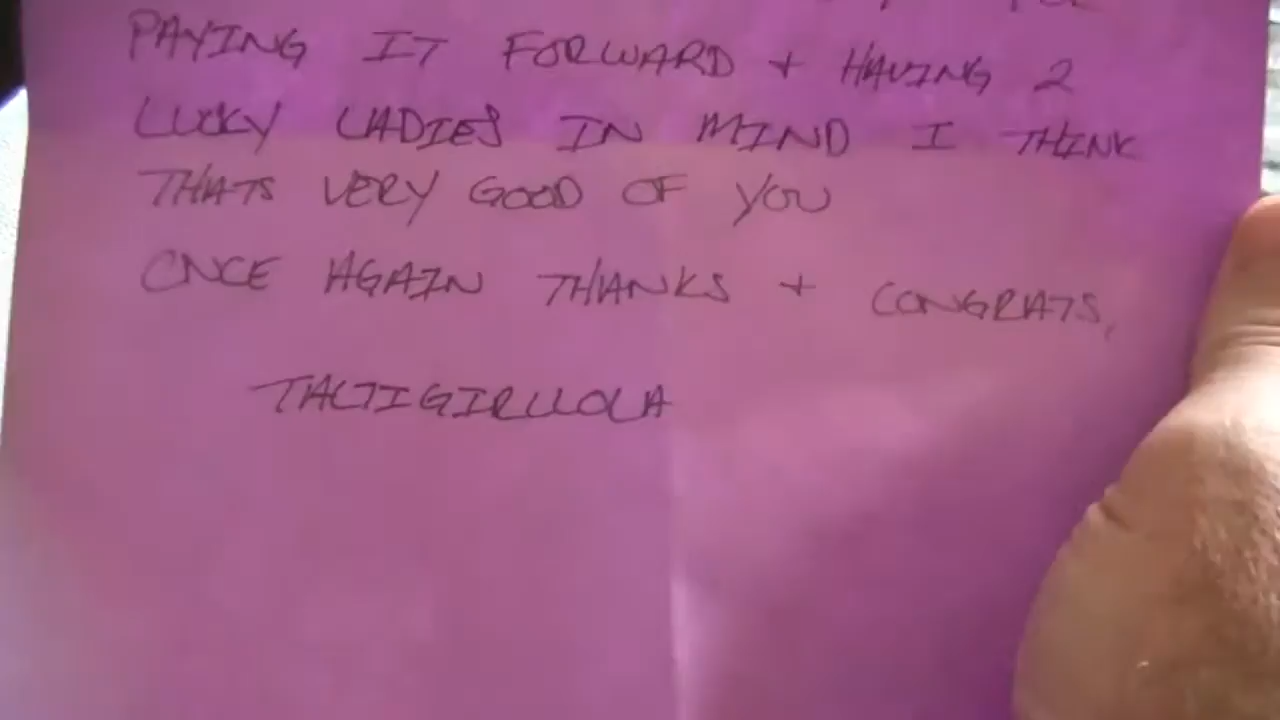 PAYING IT FORWARD + HAVING 2
LUCKY LADIES IN MIND I THINK
THATS VERY GOOD OF YOU
ONCE AGAIN THANKS + CONGRATS,
TALTIGIRLLOLA